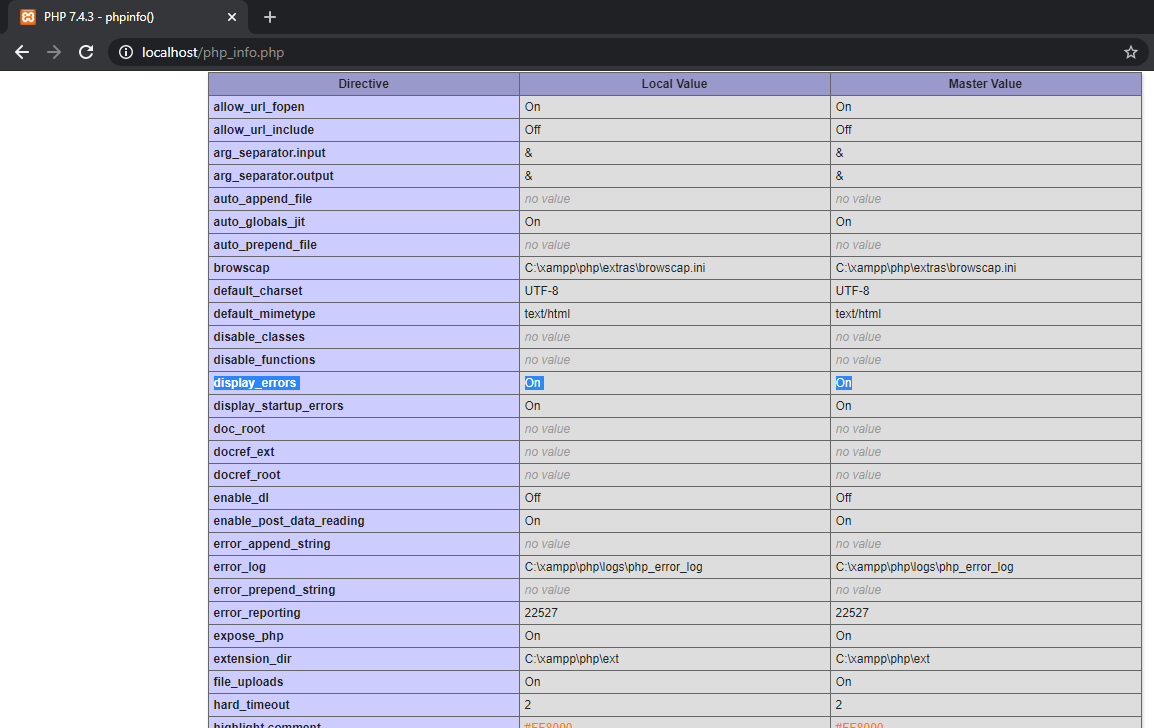 PHP 7.4.3 - phpinfo()
localhost/php_info.php
Directive Local Value Master Value
allow_url_fopen On On
allow_url_include Off Off
arg_separator.input & &
arg_separator.output & &
auto_append_file no value no value
auto_globals_jit On On
auto_prepend_file no value no value
browscap C:\xampp\php\extras\browscap.ini C:\xampp\php\extras\browscap.ini
default_charset UTF-8 UTF-8
default_mimetype text/html text/html
disable_classes no value no value
disable_functions no value no value
display_errors On On
display_startup_errors On On
doc_root no value no value
docref_ext no value no value
docref_root no value no value
enable_dl Off Off
enable_post_data_reading On On
error_append_string no value no value
error_log C:\xampp\php\logs\php_error_log C:\xampp\php\logs\php_error_log
error_prepend_string no value no value
error_reporting 22527 22527
expose_php On On
extension_dir C:\xampp\php\ext C:\xampp\php\ext
file_uploads On On
hard_timeout 2 2
highlight.comment #FF8000 #FF8000